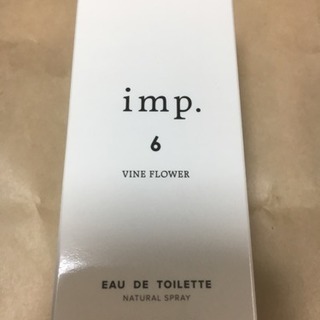 imp.
6
VINE FLOWER
EAU DE TOILETTE
NATURAL SPRAY